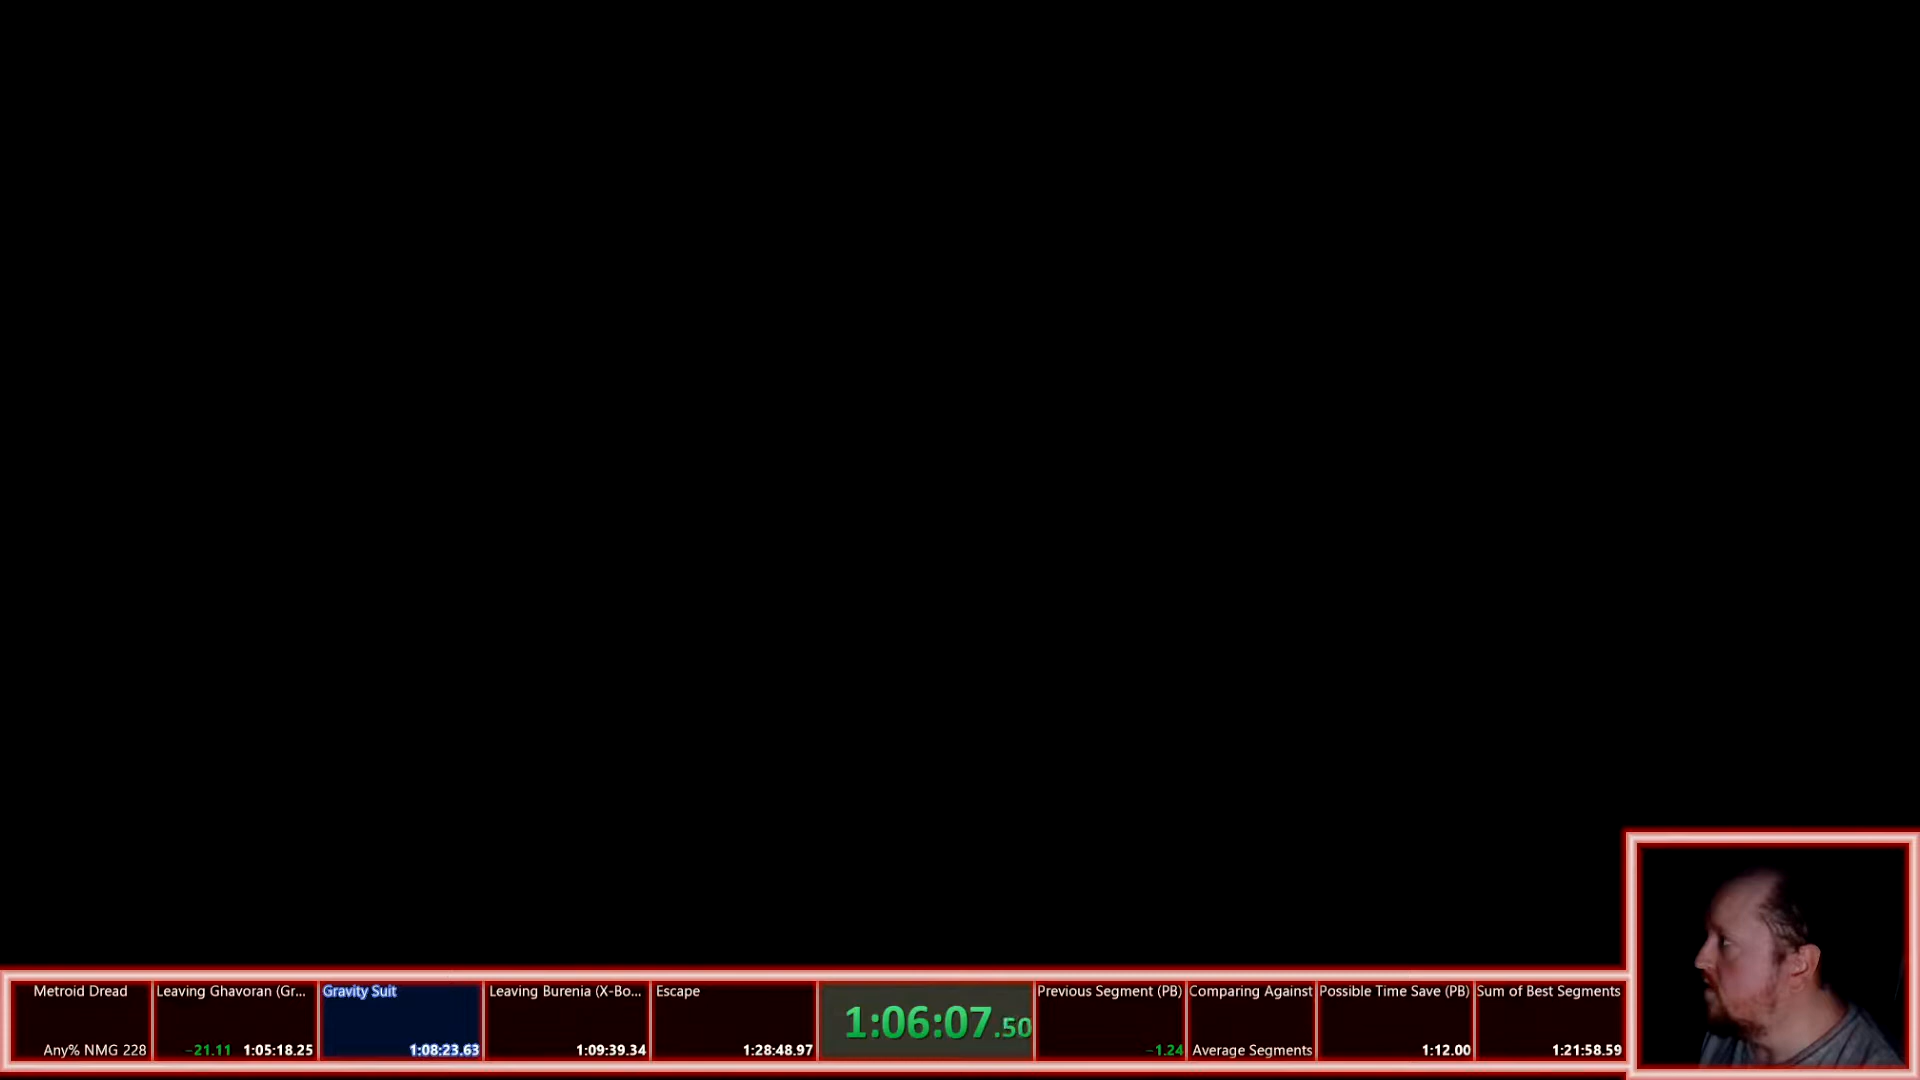 Metroid Dread
Any% NMG 228
Leaving Ghavoran (Gr...
-21.11 1:05:18.25
Gravity Suit
1:08:23.63
Leaving Burenia (X-Bo...
1:09:39.34
Escape
1:28:48.97
1:06:07.50
Previous Segment (PB)
-1.24
Comparing Against
Average Segments
Possible Time Save (PB)
1:12.00
Sum of Best Segments
1:21:58.59